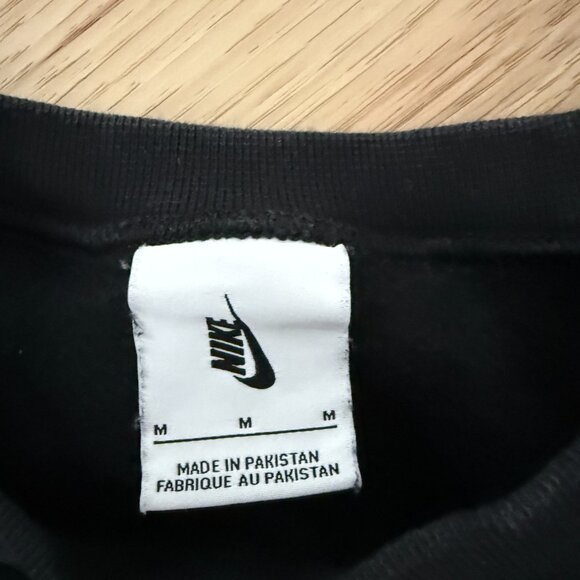 NIKE
M M M
MADE IN PAKISTAN
FABRIQUE AU PAKISTAN